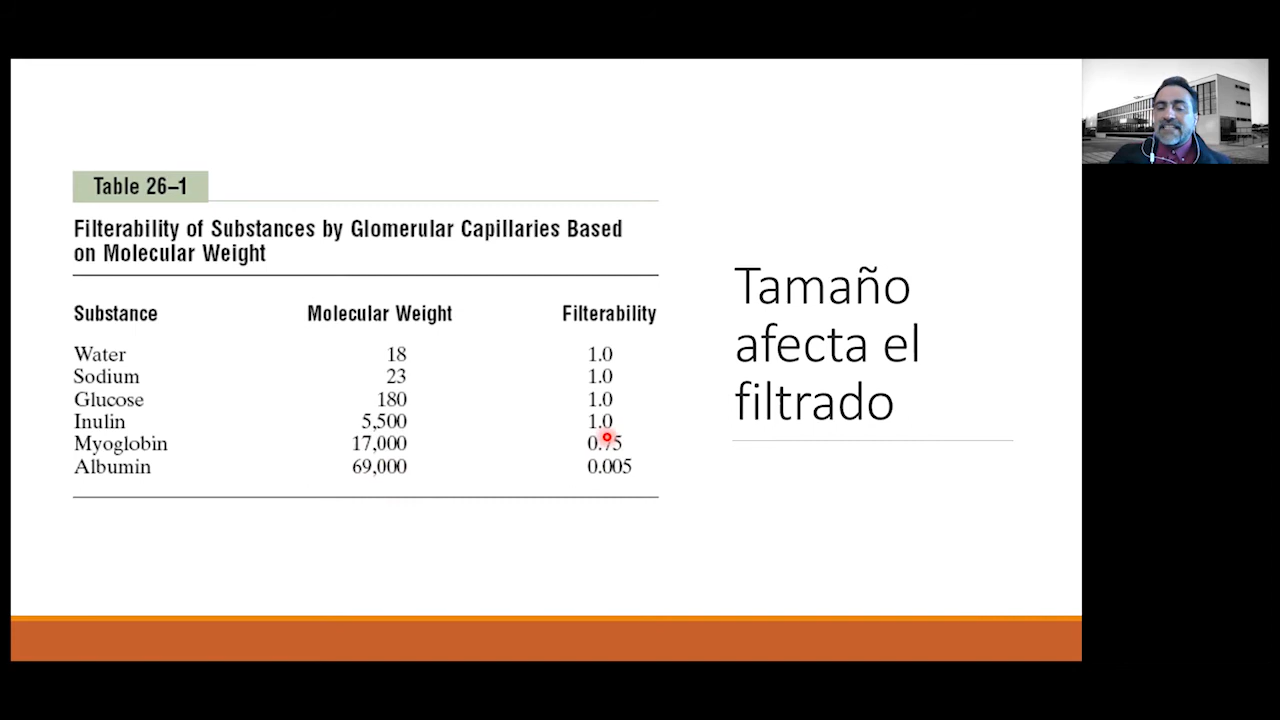 Table 26–1
Filterability of Substances by Glomerular Capillaries Based
on Molecular Weight
Substance Molecular Weight Filterability
Water 18 1.0
Sodium 23 1.0
Glucose 180 1.0
Inulin 5,500 1.0
Myoglobin 17,000 0.75
Albumin 69,000 0.005
Tamaño
afecta el
filtrado